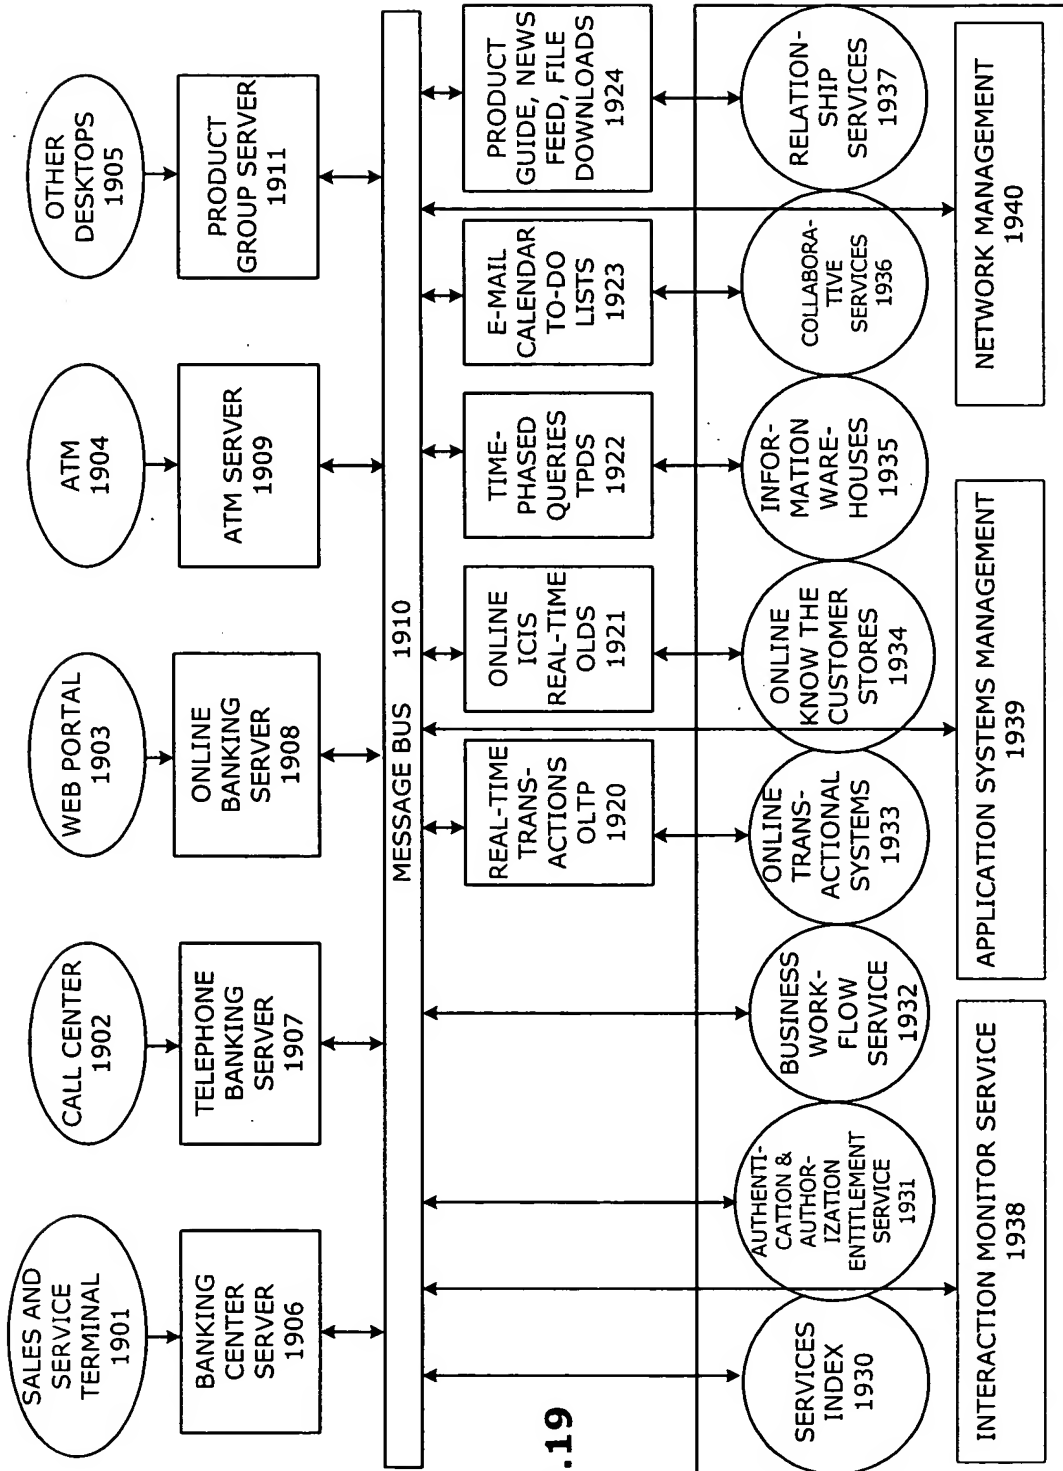 SALES AND
SERVICE
TERMINAL
1901
CALL CENTER
1902
WEB PORTAL
1903
ATM
1904
OTHER
DESKTOPS
1905
BANKING
CENTER
SERVER
1906
TELEPHONE
BANKING
SERVER
1907
ONLINE
BANKING
SERVER
1908
ATM SERVER
1909
PRODUCT
GROUP SERVER
1911
MESSAGE BUS 1910
REAL-TIME
TRANS-
ACTIONS
OLTP
1920
ONLINE
ICIS
REAL-TIME
OLDS
1921
TIME-
PHASED
QUERIES
TPDS
1922
E-MAIL
CALENDAR
TO-DO
LISTS
1923
PRODUCT
GUIDE, NEWS
FEED, FILE
DOWNLOADS
1924
.19
SERVICES
INDEX
1930
AUTHENTI-
CATION &
AUTHOR-
IZATION
ENTITLEMENT
SERVICE
1931
BUSINESS
WORK-
FLOW
SERVICE
1932
ONLINE
TRANS-
ACTIONAL
SYSTEMS
1933
ONLINE
KNOW THE
CUSTOMER
STORES
1934
INFOR-
MATION
WARE-
HOUSES
1935
COLLABORA-
TIVE
SERVICES
1936
RELATION-
SHIP
SERVICES
1937
INTERACTION MONITOR SERVICE
1938
APPLICATION SYSTEMS MANAGEMENT
1939
NETWORK MANAGEMENT
1940